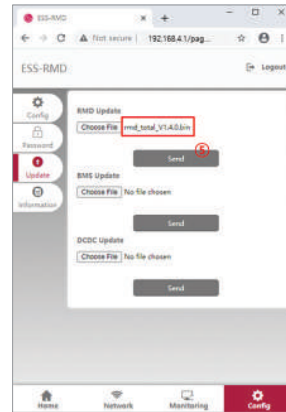 ESS-RMD
Not secure | 192.168.4.1/pag...
ESS-RMD
Logout
Config
Password
Update
Information
RMD Update
Choose File rmd_total_V1.4.0.bin
⑤
Send
BMS Update
Choose File No file chosen
Send
DCDC Update
Choose File No file chosen
Send
Home Network Monitoring Config